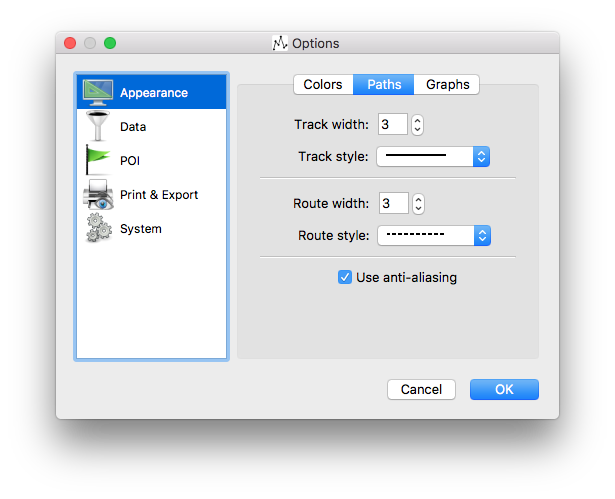 Options
Appearance
Data
POI
Print & Export
System
Colors Paths Graphs
Track width: 3
Track style:
Route width: 3
Route style:
Use anti-aliasing
Cancel OK